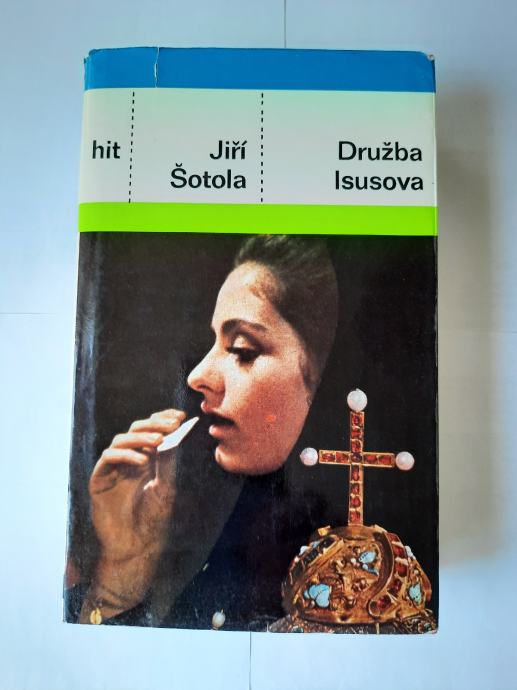 hit
Jiří
Šotola
Družba
Isusova